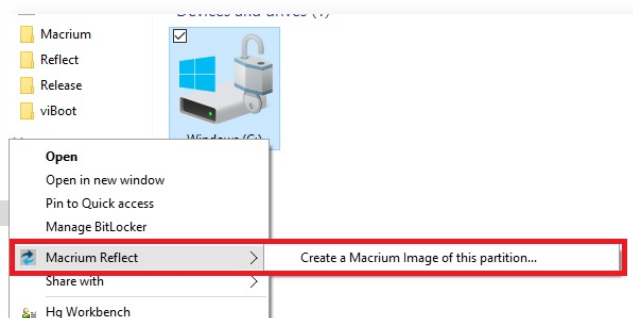 Devices and drives (1)
Macrium
Reflect
Release
viBoot
Windows (C:)
Open
Open in new window
Pin to Quick access
Manage BitLocker
Macrium Reflect
Create a Macrium Image of this partition...
Share with
Hg Workbench